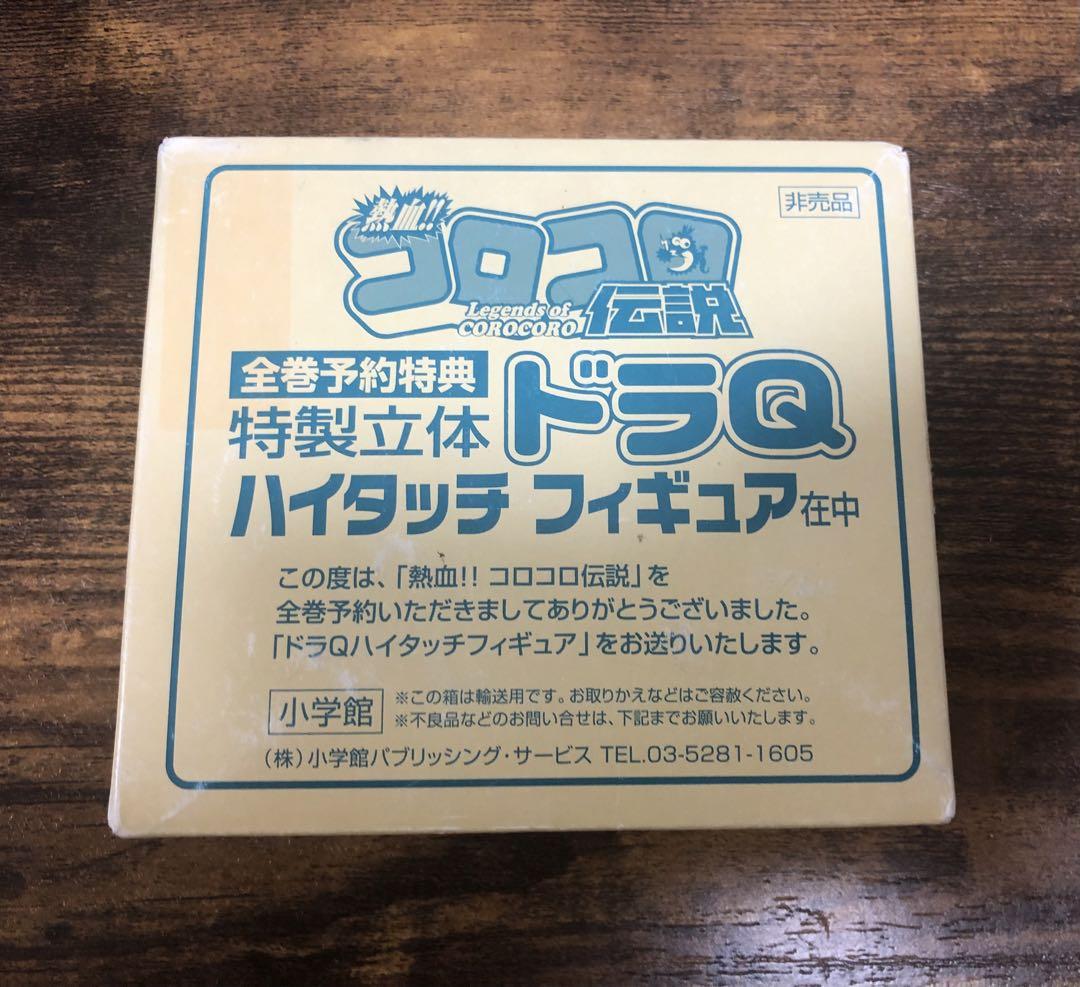 非売品
熱血!!
コロコロ
Legends of
COROCORO
伝説
全巻予約特典
特製立体 ドラQ
ハイタッチ フィギュア在中
この度は、「熱血!! コロコロ伝説」を
全巻予約いただきましてありがとうございました。
「ドラQハイタッチフィギュア」をお送りいたします。
小学館
※この箱は輸送用です。お取りかえなどはご容赦ください。
※不良品などのお問い合せは、下記までお願いいたします。
(株)小学館パブリッシング・サービス TEL.03-5281-1605